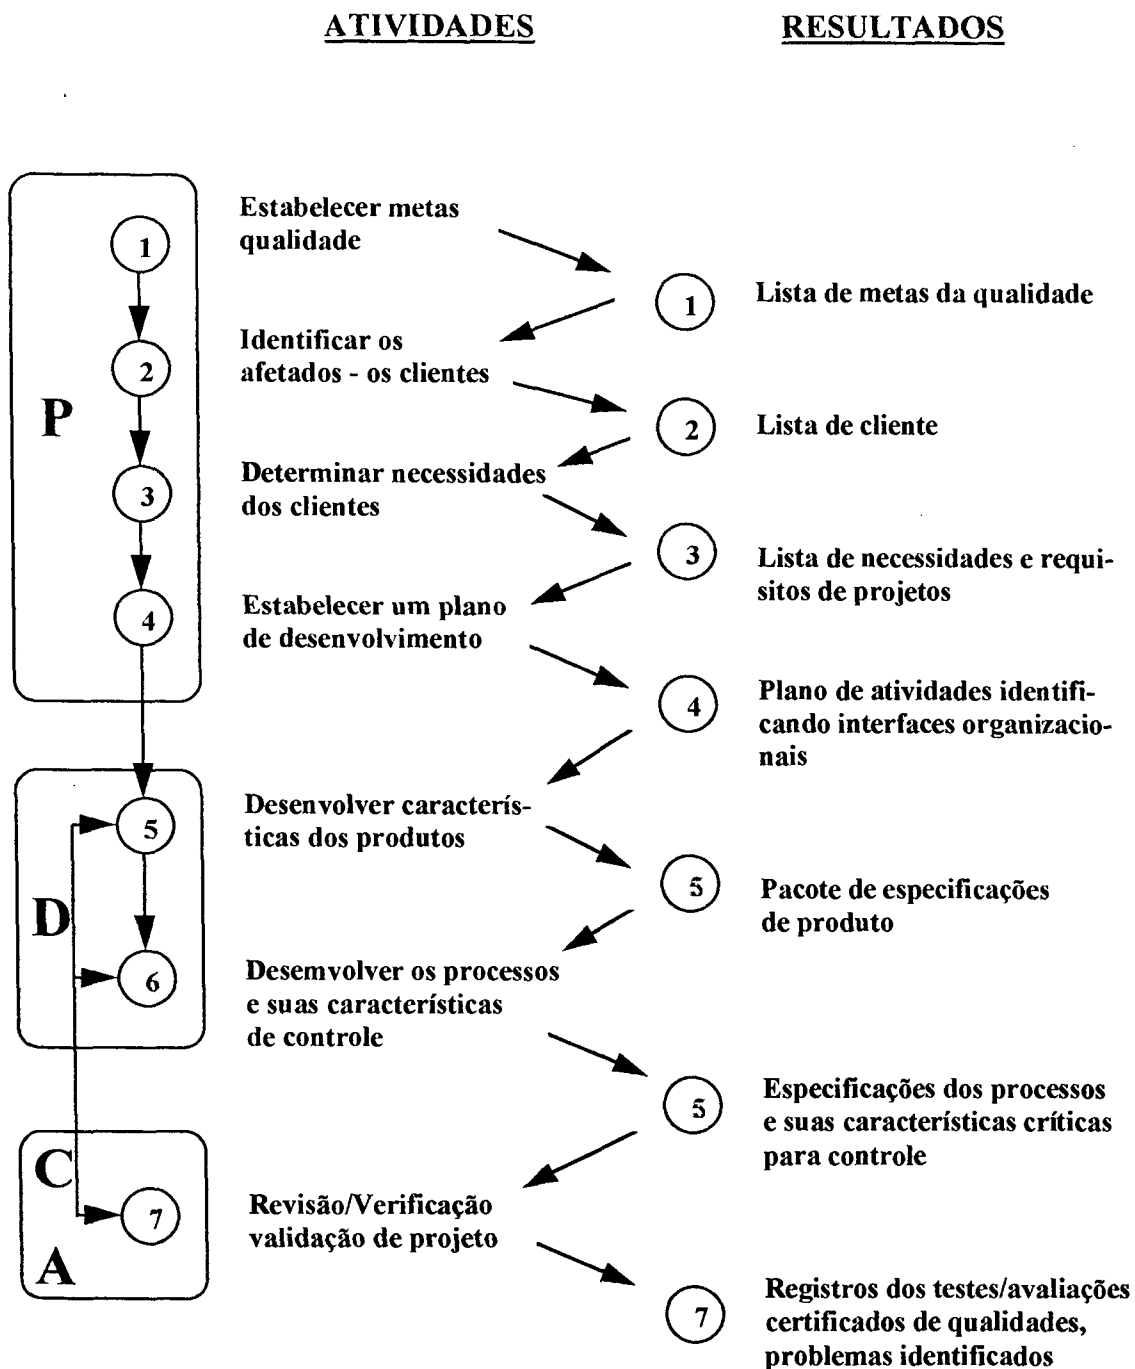 ATIVIDADES
RESULTADOS
P
1
2
3
4
D
5
6
C
7
A
Estabelecer metas
qualidade
1
Lista de metas da qualidade
Identificar os
afetados - os clientes
2
Lista de cliente
Determinar necessidades
dos clientes
3
Lista de necessidades e requi-
sitos de projetos
Estabelecer um plano
de desenvolvimento
4
Plano de atividades identifi-
cando interfaces organizacio-
nais
Desenvolver caracterís-
ticas dos produtos
5
Pacote de especificações
de produto
Desemvolver os processos
e suas característícas
de controle
5
Especificações dos processos
e suas característícas críticas
para controle
Revisão/Verificação
validação de projeto
7
Registros dos testes/avaliações
certificados de qualidades,
problemas identificados